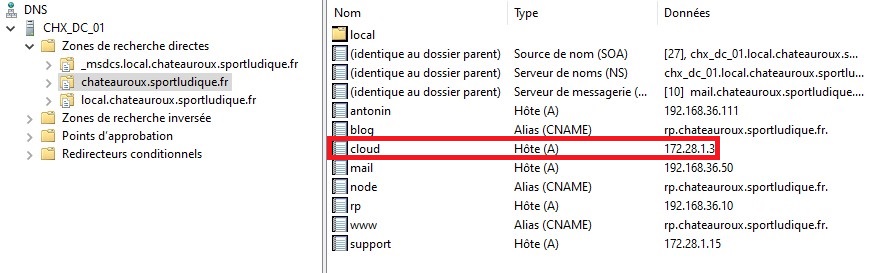 DNS
CHX_DC_01
Zones de recherche directes
_msdcs.local.chateauroux.sportludique.fr
chateauroux.sportludique.fr
local.chateauroux.sportludique.fr
Zones de recherche inversée
Points d'approbation
Redirecteurs conditionnels
Nom Type Données
local
(identique au dossier parent) Source de nom (SOA) [27], chx_dc_01.local.chateauroux.s...
(identique au dossier parent) Serveur de noms (NS) chx_dc_01.local.chateauroux.sportludi...
(identique au dossier parent) Serveur de messagerie (... [10] mail.chateauroux.sportludique....
antonin Hôte (A) 192.168.36.111
blog Alias (CNAME) rp.chateauroux.sportludique.fr.
cloud Hôte (A) 172.28.1.3
mail Hôte (A) 192.168.36.50
node Alias (CNAME) rp.chateauroux.sportludique.fr.
rp Hôte (A) 192.168.36.10
www Alias (CNAME) rp.chateauroux.sportludique.fr.
support Hôte (A) 172.28.1.15